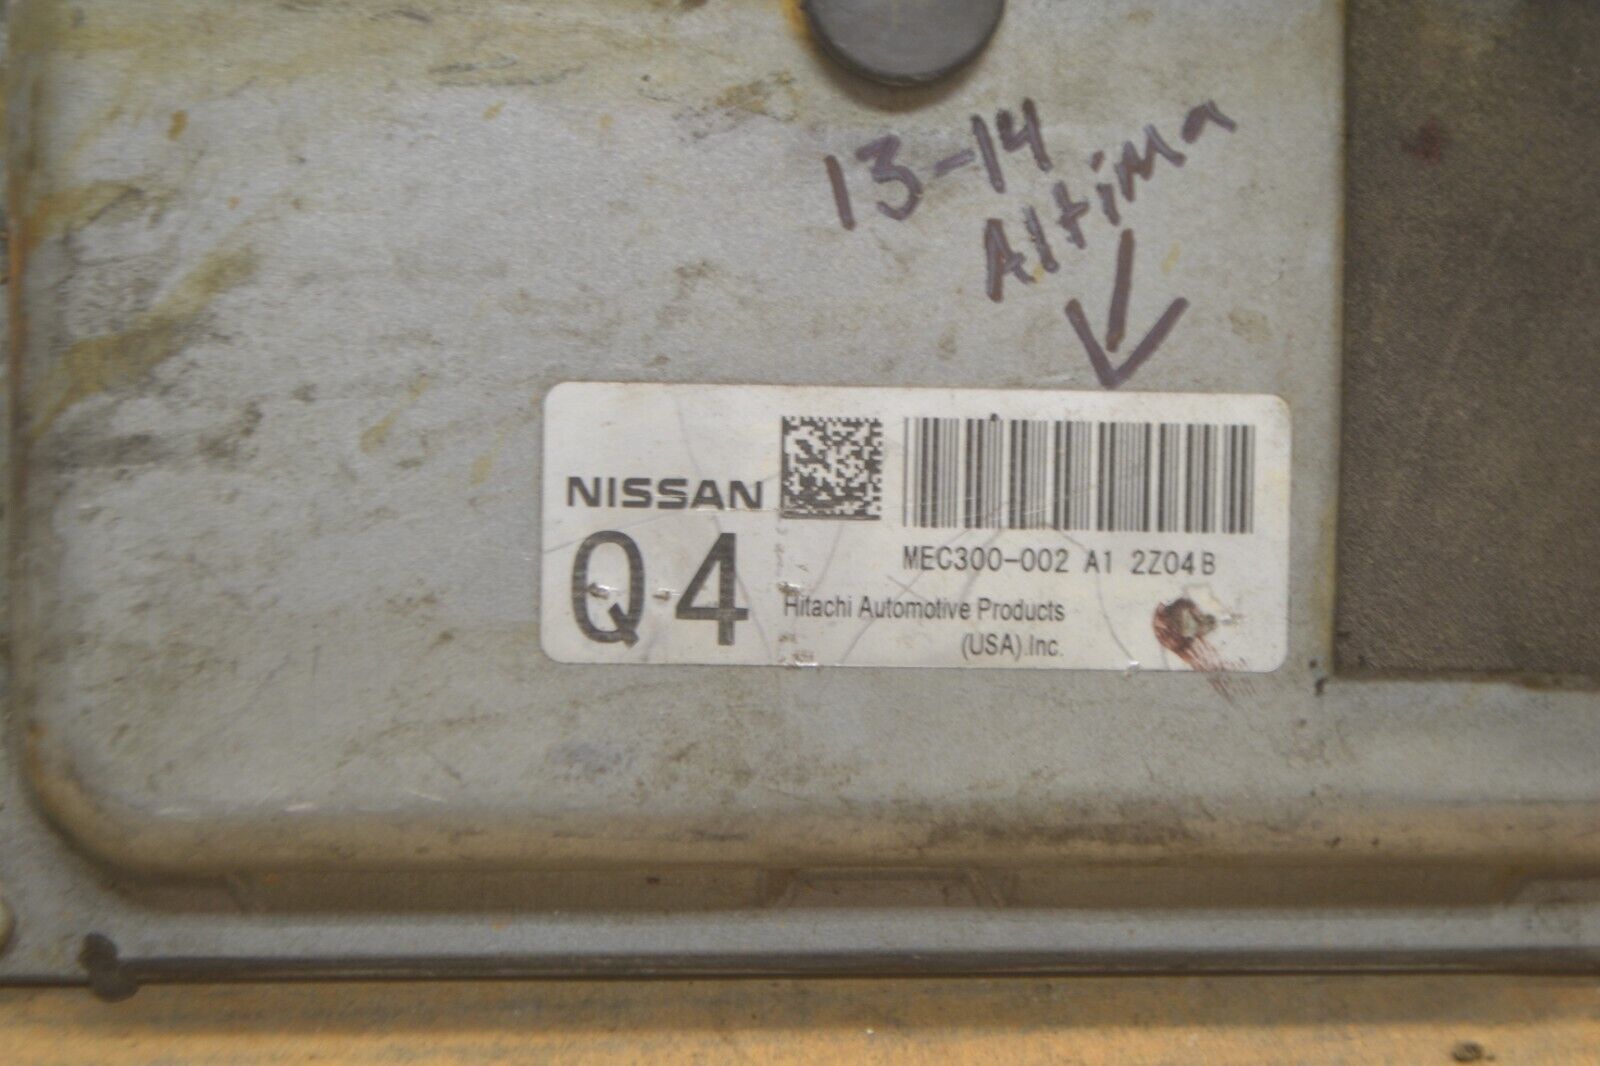 13-14
Altima
NISSAN
Q4
MEC300-002 A1 2Z04B
Hitachi Automotive Products
(USA).Inc.